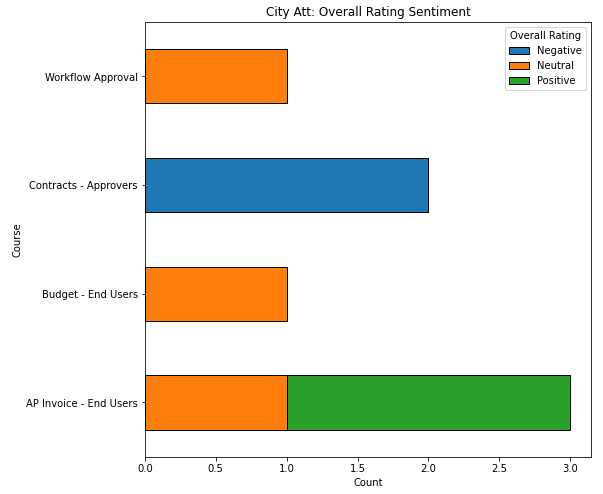 City Att: Overall Rating Sentiment
Overall Rating
Negative
Neutral
Positive
Workflow Approval
Contracts - Approvers
Budget - End Users
AP Invoice - End Users
Course
0.0 0.5 1.0 1.5 2.0 2.5 3.0
Count